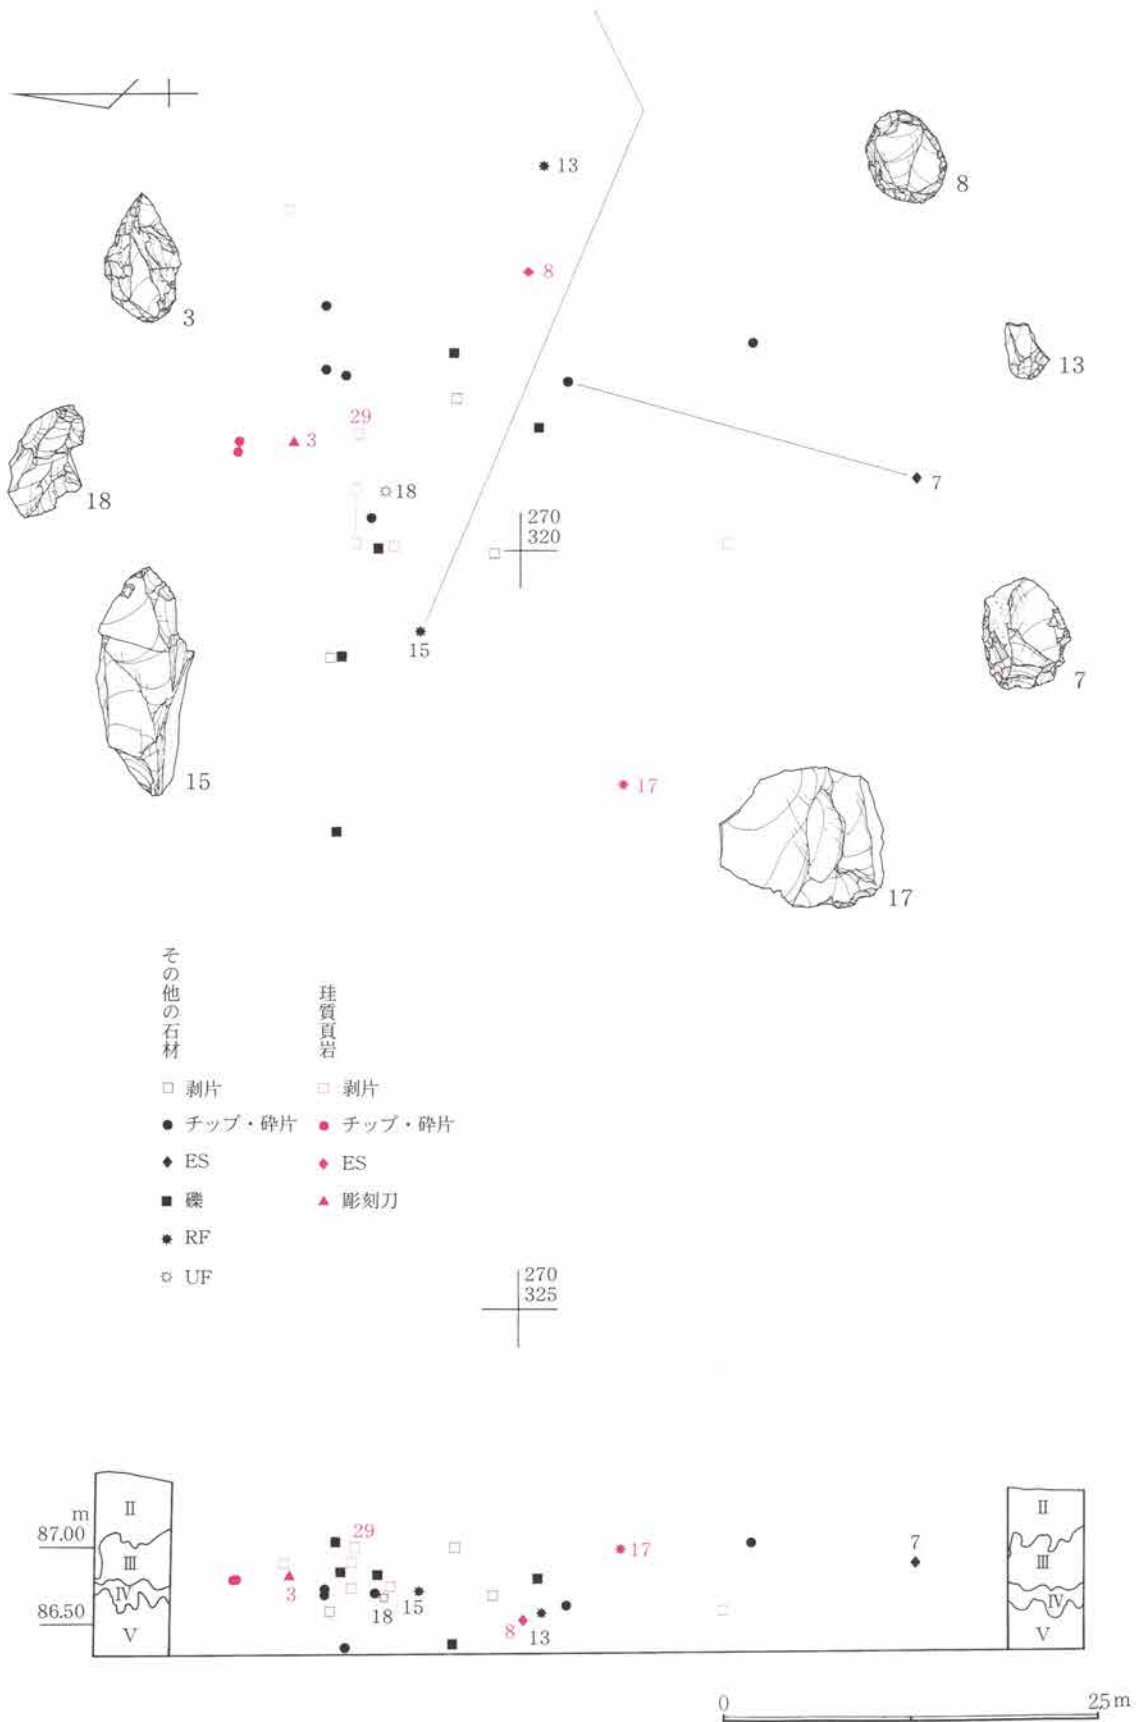 13
8
3
8
13
29
3
18
7
18
270
320
15
7
15
17
17
その他の石材
珪質頁岩
□ 剥片
□ 剥片
● チップ・砕片
● チップ・砕片
◆ ES
◆ ES
■ 礫
▲ 彫刻刀
RF
UF
270
325
m
87.00
86.50
Ⅱ
Ⅲ
Ⅳ
Ⅴ
29
17
7
3
18
15
8
13
Ⅱ
Ⅲ
Ⅳ
Ⅴ
0
25m